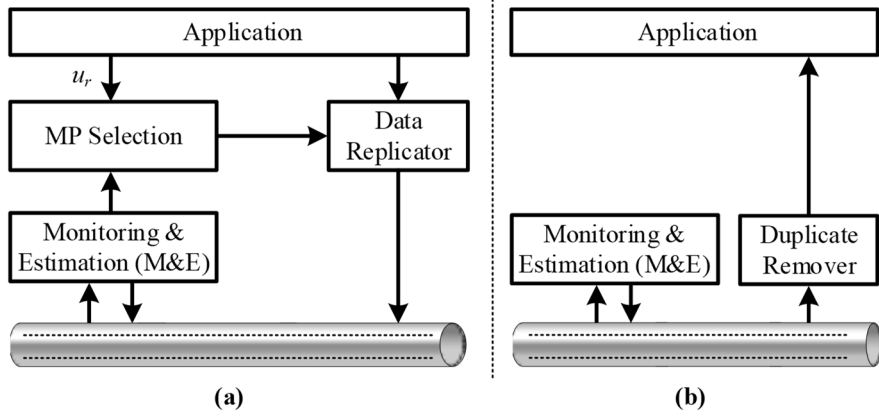 Application
u_r
MP Selection
Data
Replicator
Monitoring &
Estimation (M&E)
(a)
Application
Monitoring &
Estimation (M&E)
Duplicate
Remover
(b)